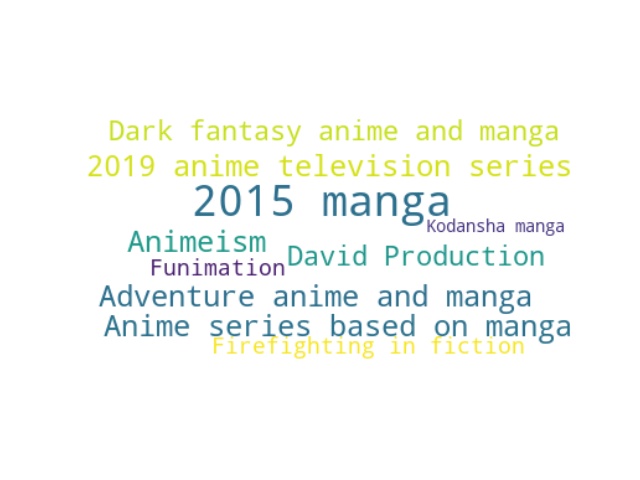 Dark fantasy anime and manga
2019 anime television series
2015 manga
Kodansha manga
Animeism
David Production
Funimation
Adventure anime and manga
Anime series based on manga
Firefighting in fiction